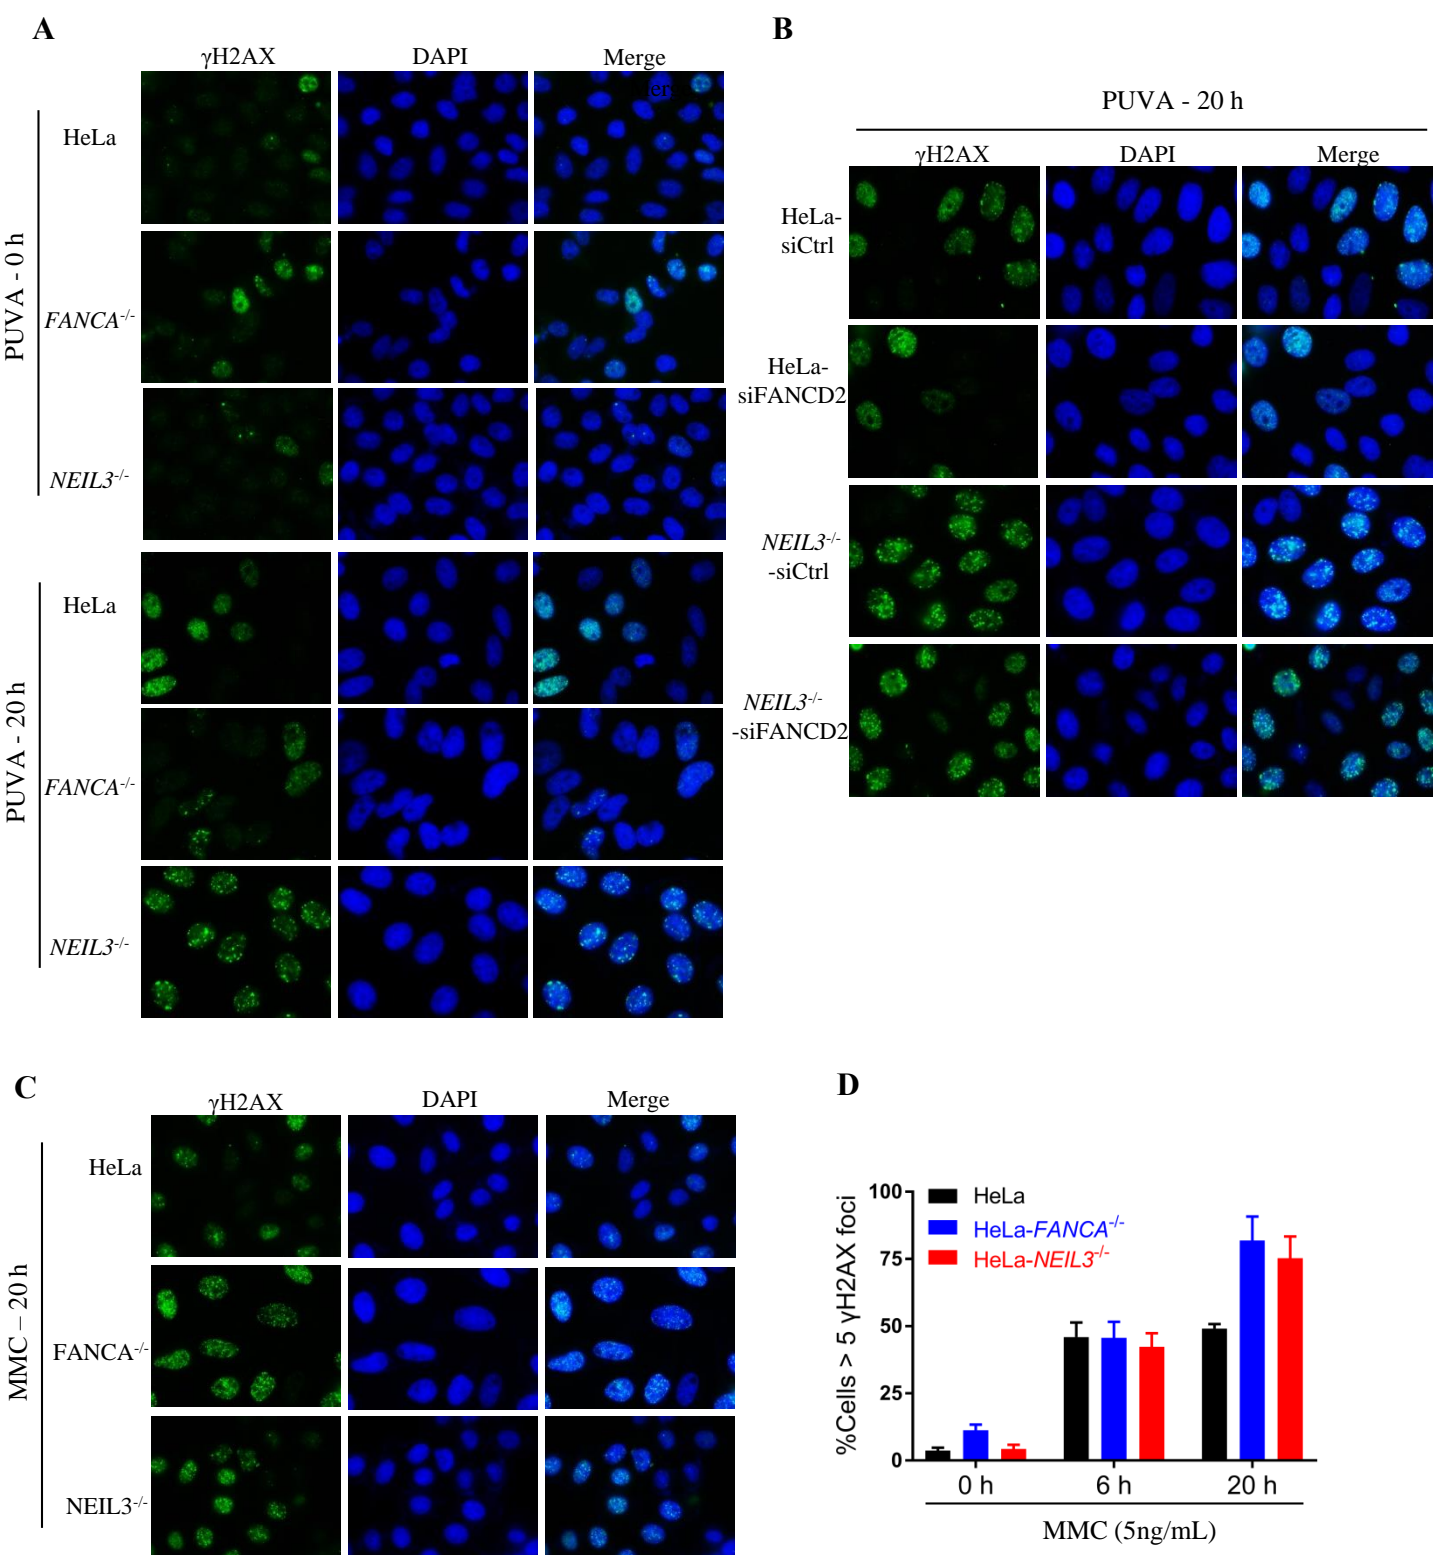 A
γH2AX DAPI Merge
PUVA - 0 h
HeLa
FANCA-/-
NEIL3-/-
PUVA - 20 h
HeLa
FANCA-/-
NEIL3-/-
B
PUVA - 20 h
γH2AX DAPI Merge
HeLa-
siCtrl
HeLa-
siFANCD2
NEIL3-/-
-siCtrl
NEIL3-/-
-siFANCD2
C
γH2AX DAPI Merge
MMC – 20 h
HeLa
FANCA-/-
NEIL3-/-
D
%Cells > 5 γH2AX foci
100
75
50
25
0
HeLa
HeLa-FANCA-/-
HeLa-NEIL3-/-
0 h 6 h 20 h
MMC (5ng/mL)